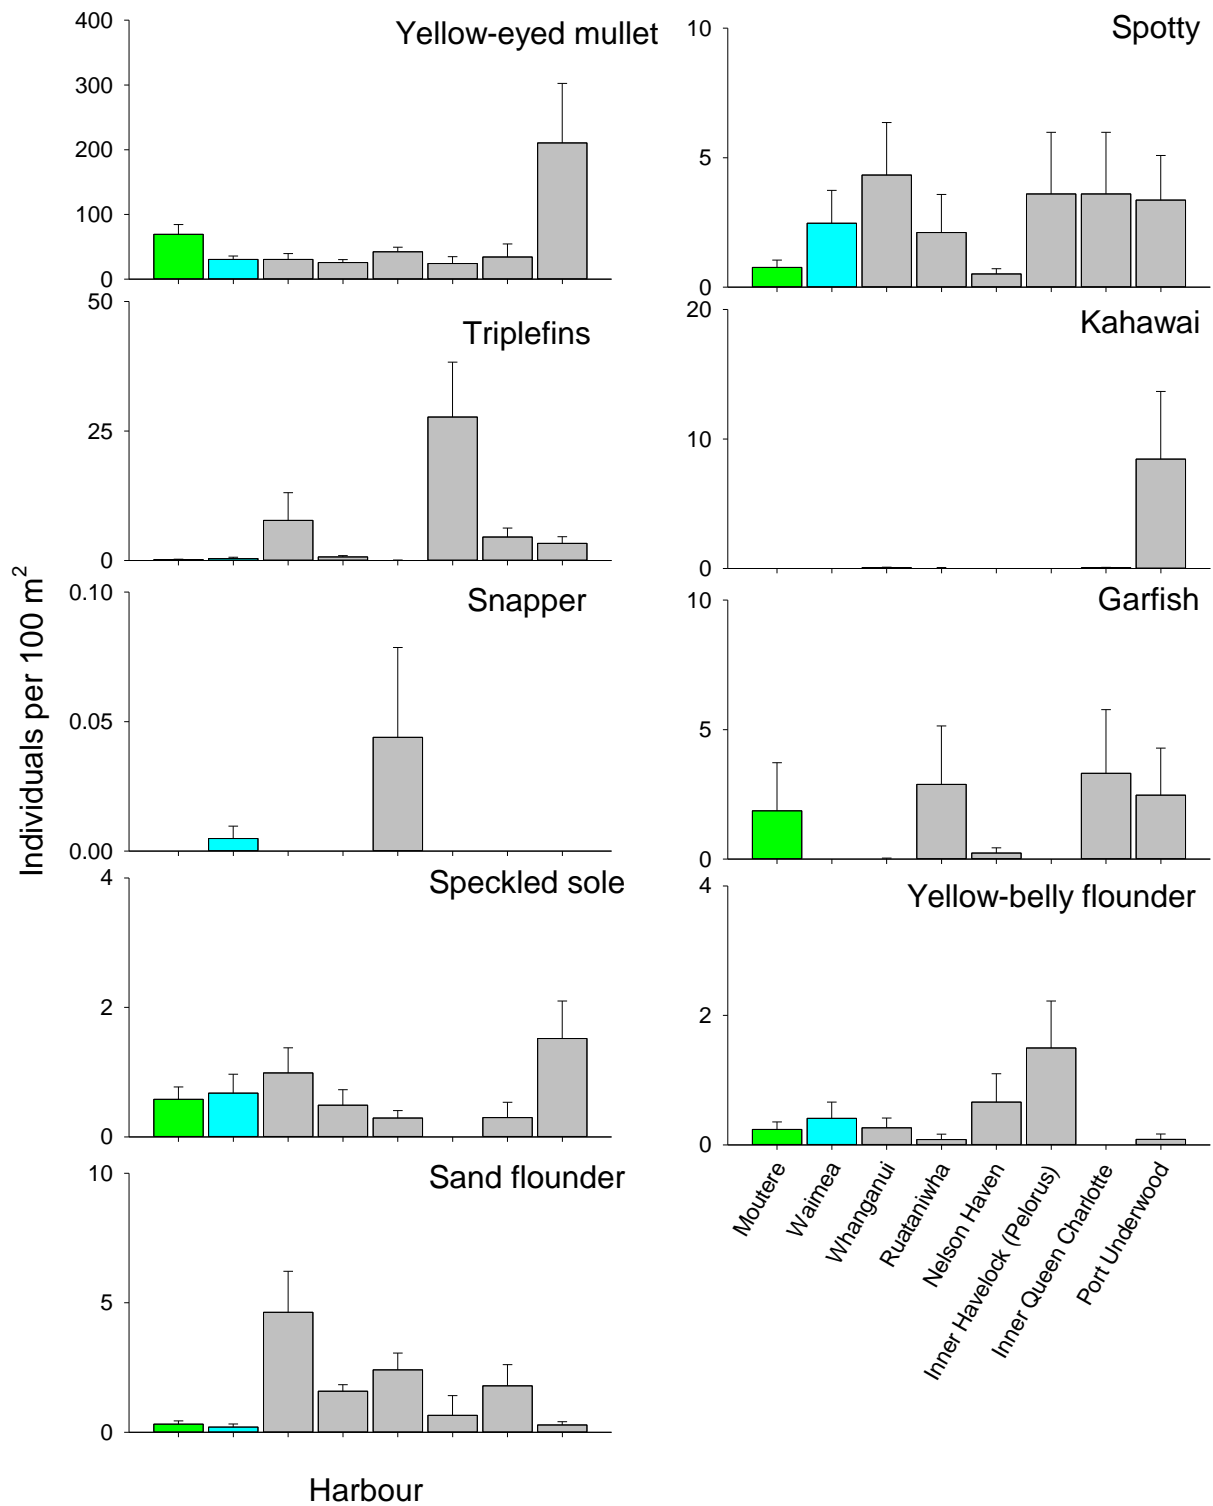 Individuals per 100 m²
Yellow-eyed mullet
400
300
200
100
0
Spotty
10
5
0
Triplefins
50
25
0
Kahawai
20
10
0
Snapper
0.10
0.05
0.00
Garfish
10
5
0
Speckled sole
4
2
0
Yellow-belly flounder
4
2
0
Moutere
Waimea
Whanganui
Ruataniwha
Nelson Haven
Inner Havelock (Pelorus)
Inner Queen Charlotte
Port Underwood
Sand flounder
10
5
0
Harbour